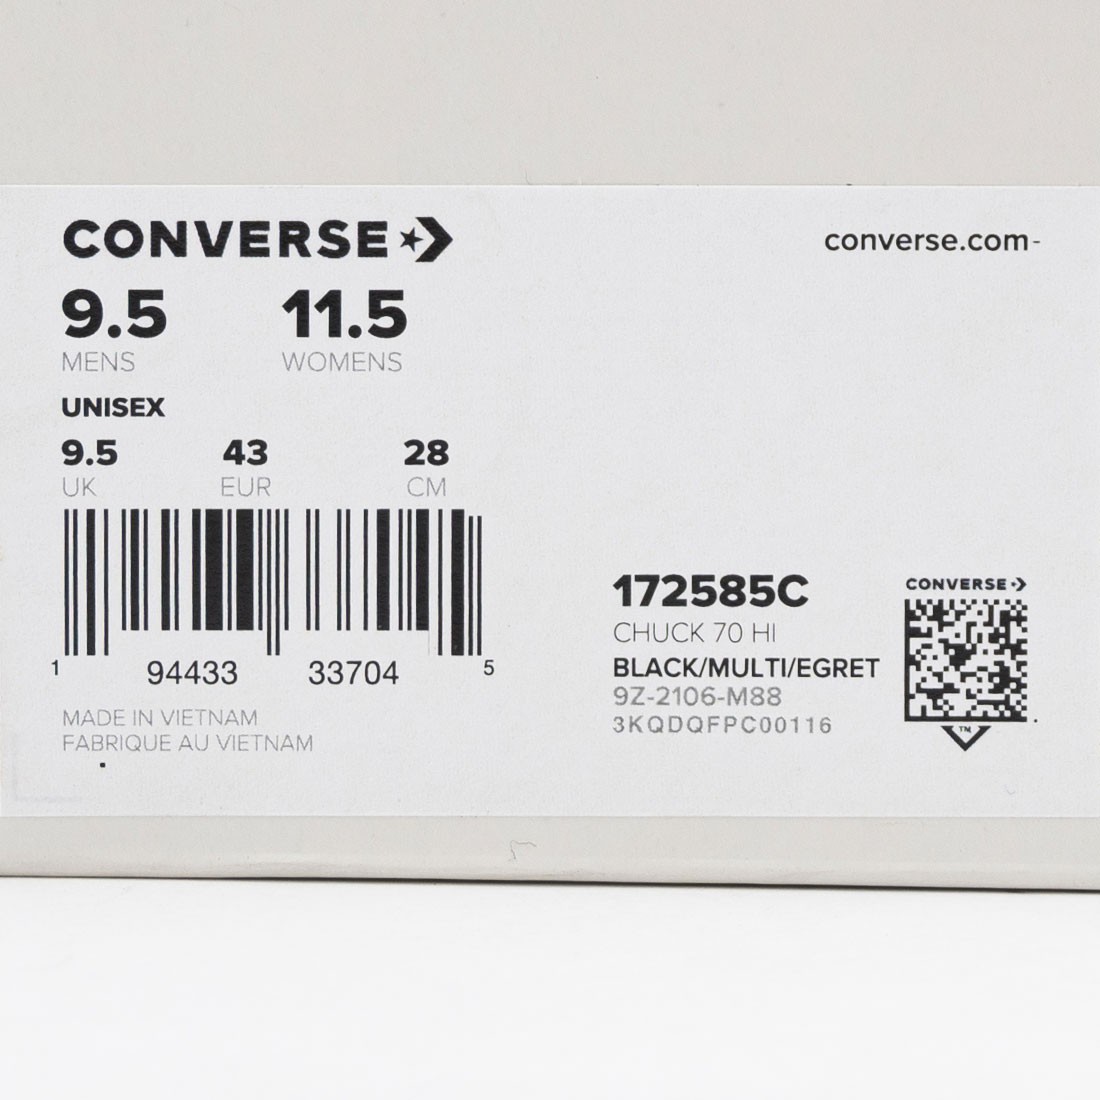 CONVERSE
converse.com-
9.5 11.5
MENS WOMENS
UNISEX
9.5 43 28
UK EUR CM
1 94433 33704 5
MADE IN VIETNAM
FABRIQUE AU VIETNAM
172585C
CHUCK 70 HI
BLACK/MULTI/EGRET
9Z-2106-M88
3KQDQFPC00116
CONVERSE
TM